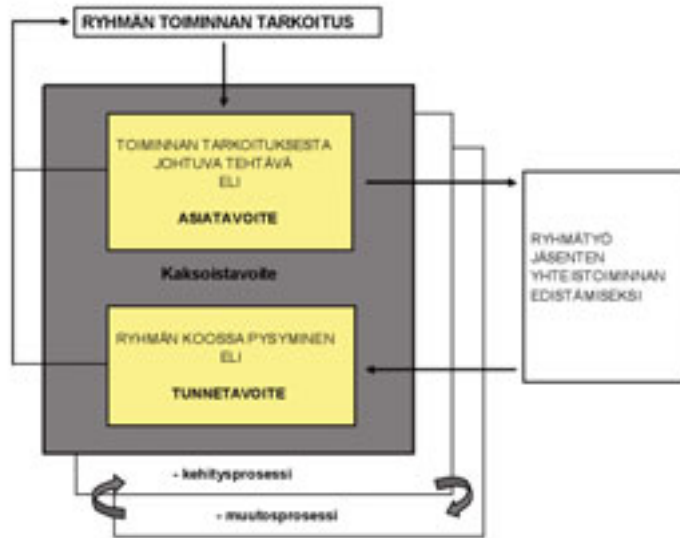 RYHMÄN TOIMINNAN TARKOITUS
TOIMINNAN TARKOITUKSESTA
JOHTUVA TEHTÄVÄ
ELI
ASIATAVOITE
Kaksoistavoite
RYHMÄN KOOSSA PYSYMINEN
ELI
TUNNETAVOITE
RYHMÄTYÖ
JÄSENTEN
YHTEISTOIMINNAN
EDISTÄMISEKSI
- kehitysprosessi
- muutosprosessi